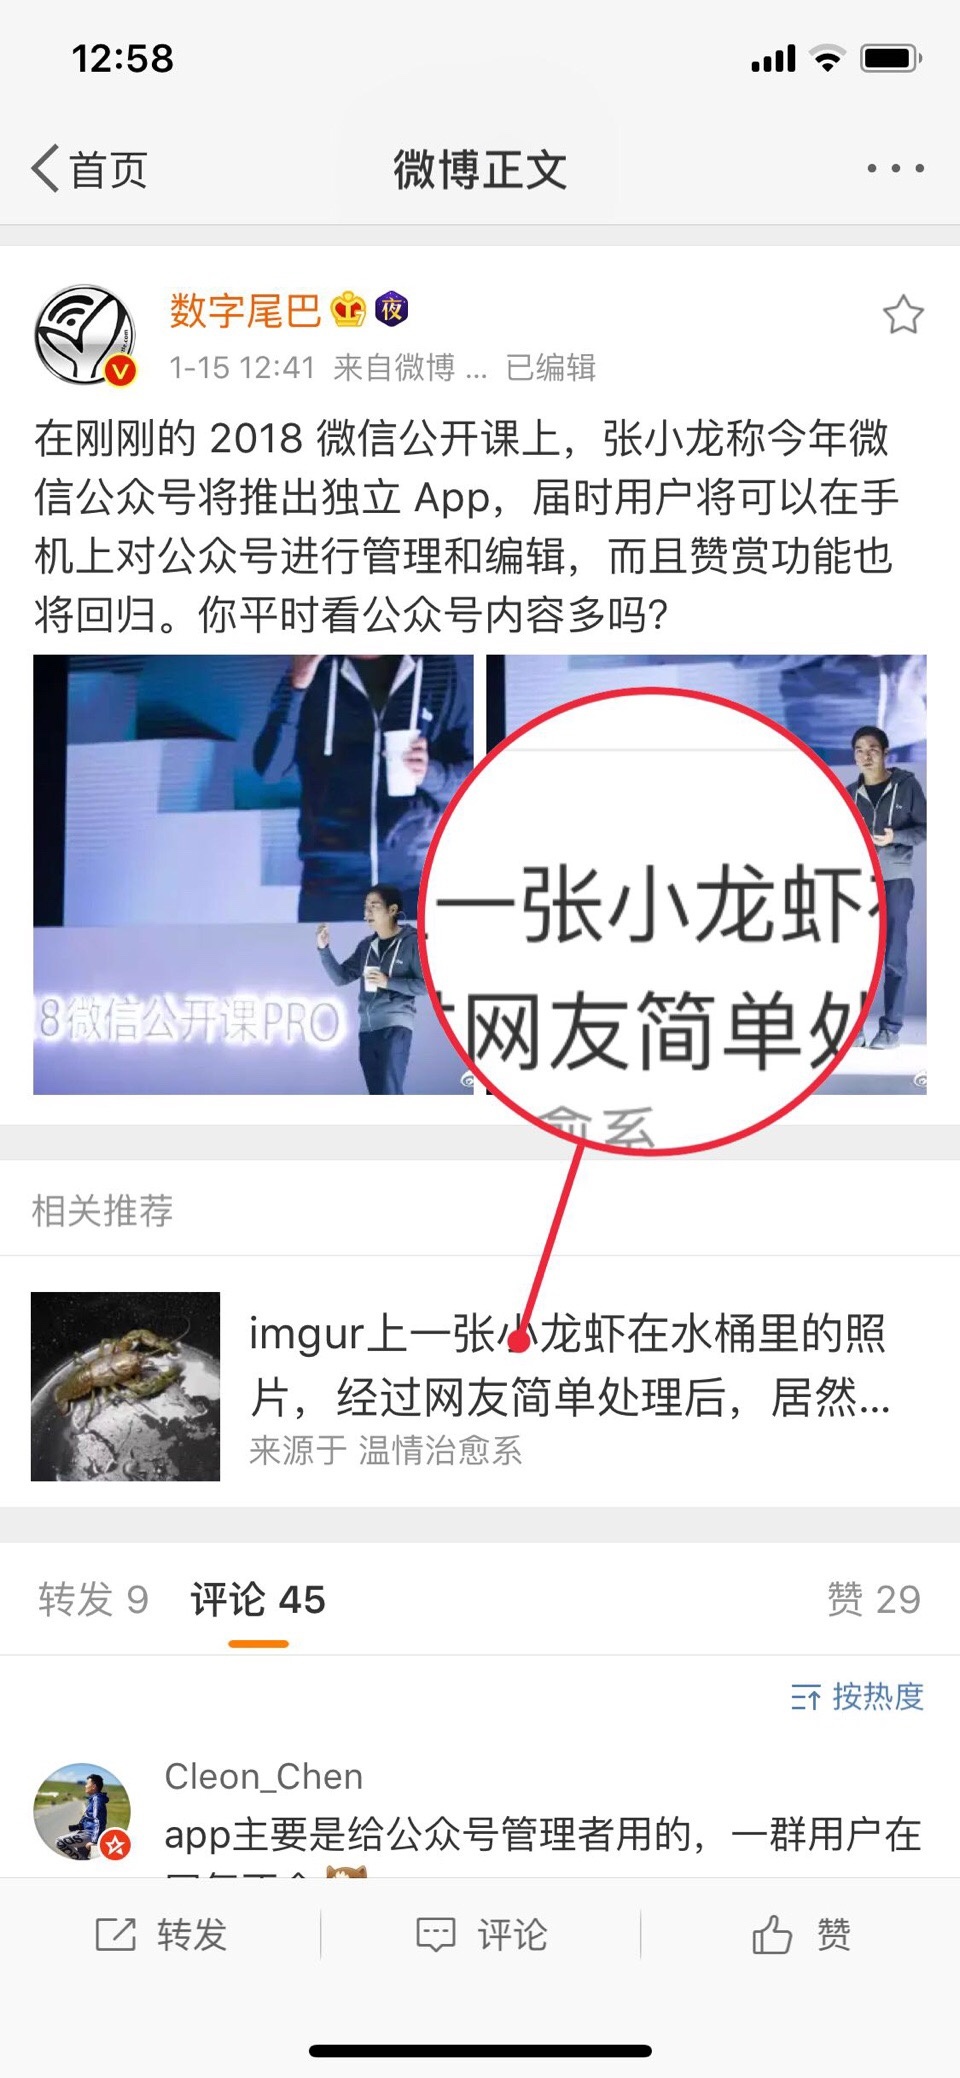 12:58
首页
微博正文
数字尾巴
夜
1-15 12:41 来自微博 ... 已编辑
在刚刚的 2018 微信公开课上，张小龙称今年微
信公众号将推出独立 App，届时用户将可以在手
机上对公众号进行管理和编辑，而且赞赏功能也
将回归。你平时看公众号内容多吗？
8微信公开课PRO
一张小龙虾
网友简单处
愈系
相关推荐
imgur上一张小龙虾在水桶里的照
片，经过网友简单处理后，居然...
来源于 温情治愈系
转发 9
评论 45
赞 29
按热度
Cleon_Chen
app主要是给公众号管理者用的，一群用户在
转发
评论
赞